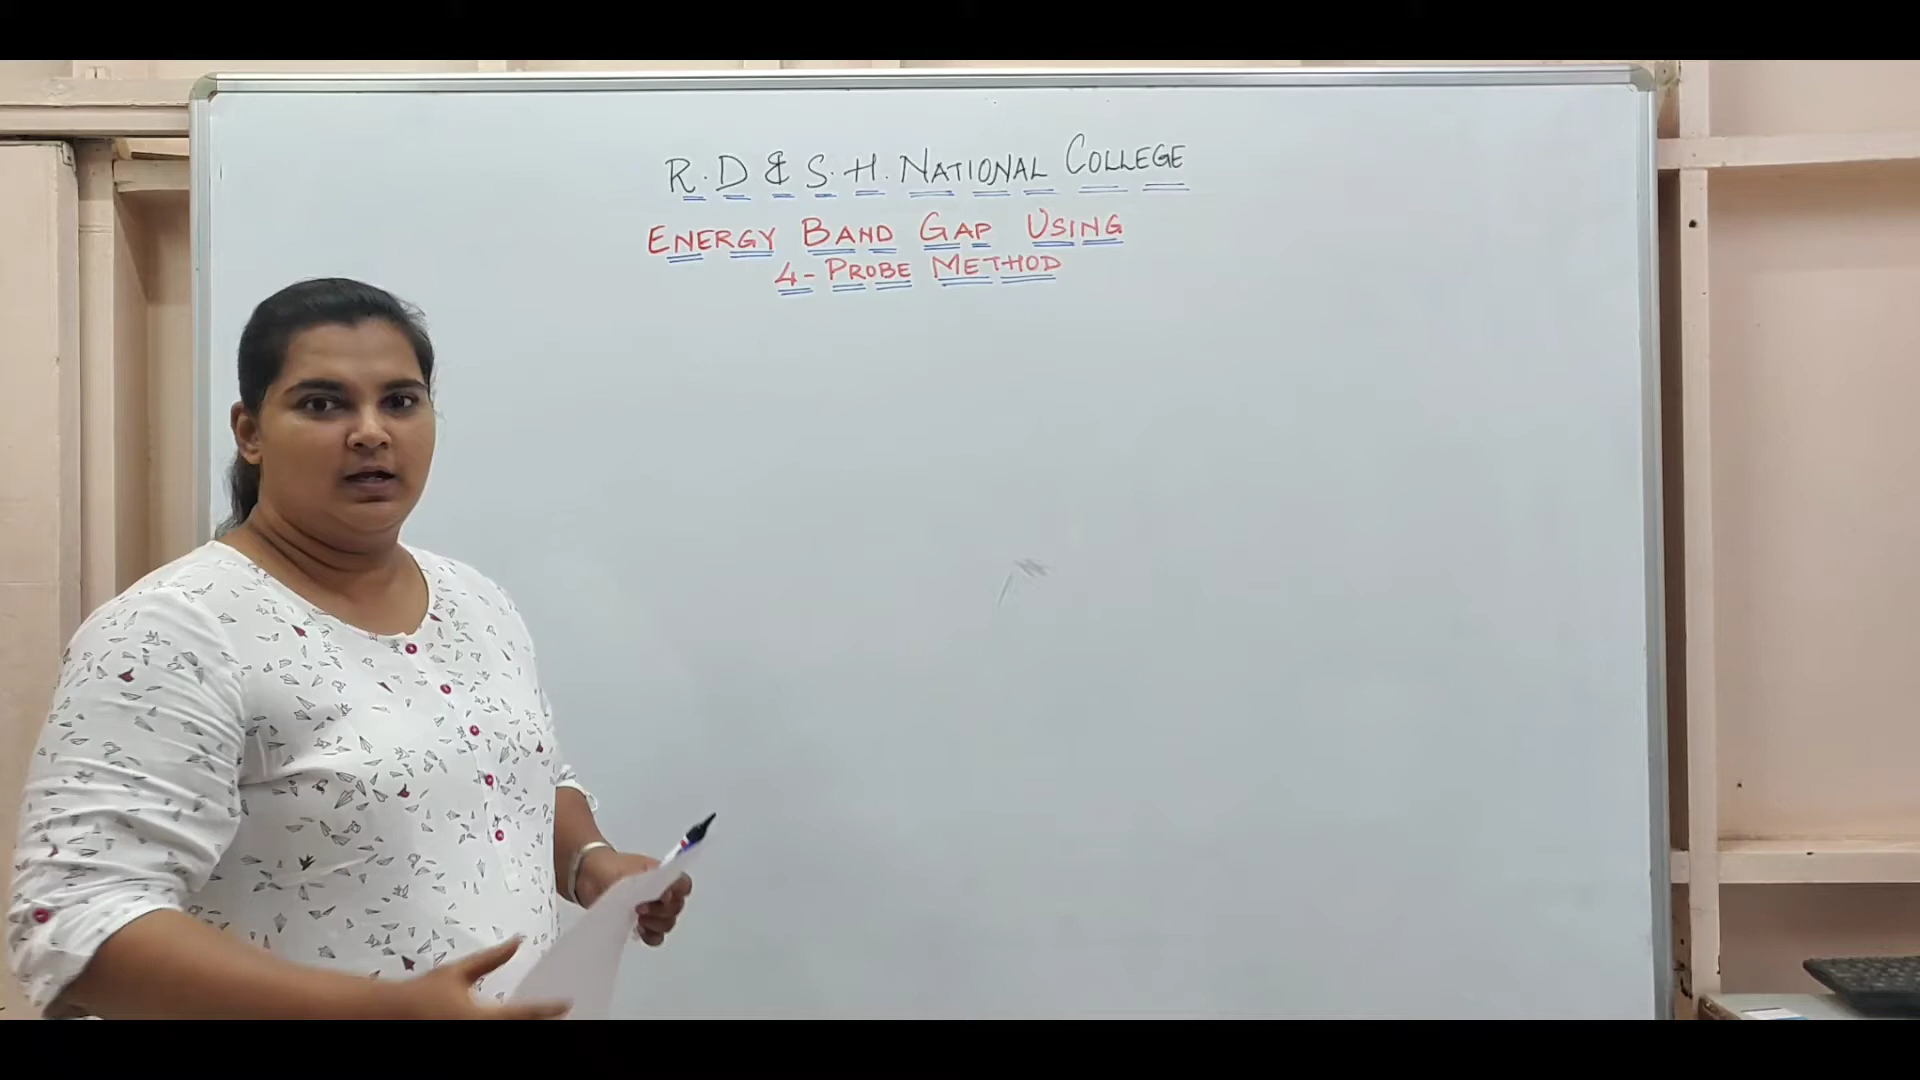 R.D & S.H. NATIONAL COLLEGE
ENERGY BAND GAP USING
4-PROBE METHOD